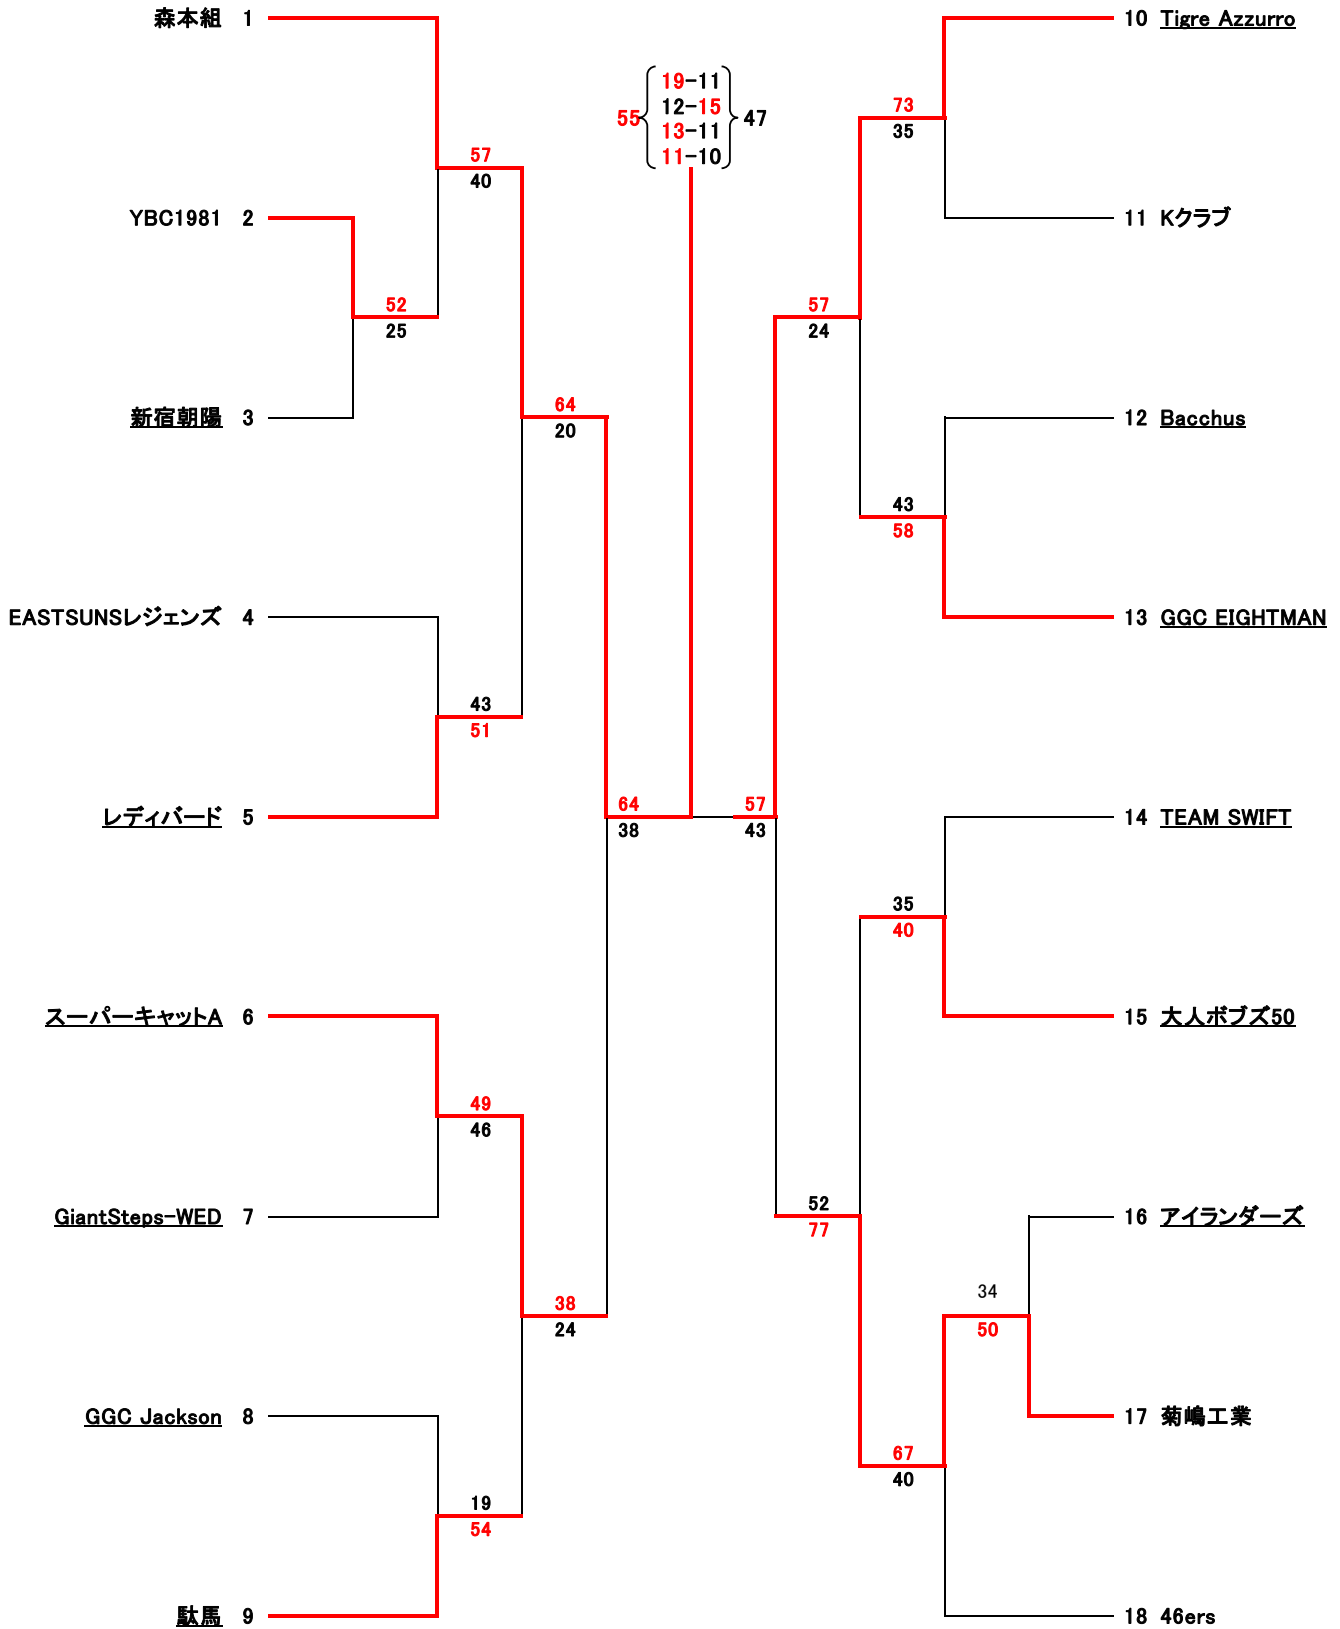 森本組 1
10 Tigre Azzurro
19-11
12-15
55 47
13-11
11-10
73
35
57
40
YBC1981 2
11 Kクラブ
52
25
57
24
新宿朝陽 3
64
20
12 Bacchus
43
58
EASTSUNSレジェンズ 4
13 GGC EIGHTMAN
43
51
レディバード 5
64
38
57
43
14 TEAM SWIFT
35
40
スーパーキャットA 6
15 大人ボブズ50
49
46
GiantSteps-WED 7
52
77
16 アイランダーズ
38
24
34
50
GGC Jackson 8
17 菊嶋工業
67
40
19
54
駄馬 9
18 46ers